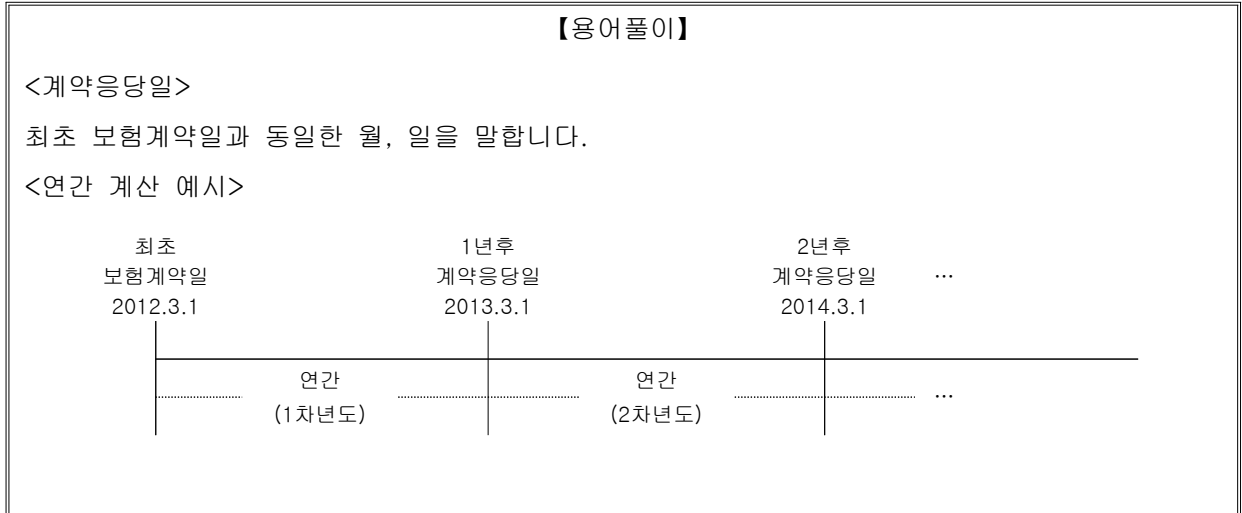 【용어풀이】
<계약응당일>
최초 보험계약일과 동일한 월, 일을 말합니다.
<연간 계산 예시>
최초 1년후 2년후
보험계약일 계약응당일 계약응당일 …
2012.3.1 2013.3.1 2014.3.1
연간 연간
(1차년도) (2차년도) …